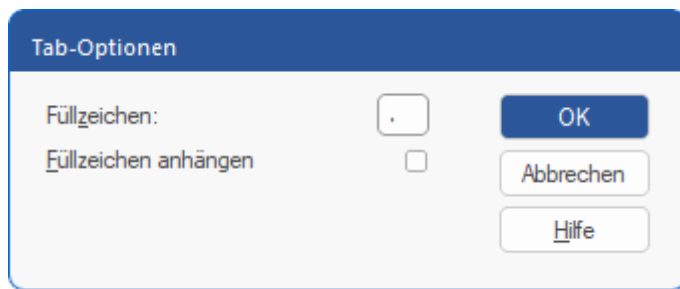 Tab-Optionen
Füllzeichen: .
OK
Füllzeichen anhängen
Abbrechen
Hilfe